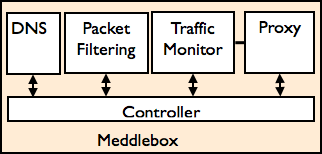 DNS
Packet
Filtering
Traffic
Monitor
Proxy
Controller
Meddlebox